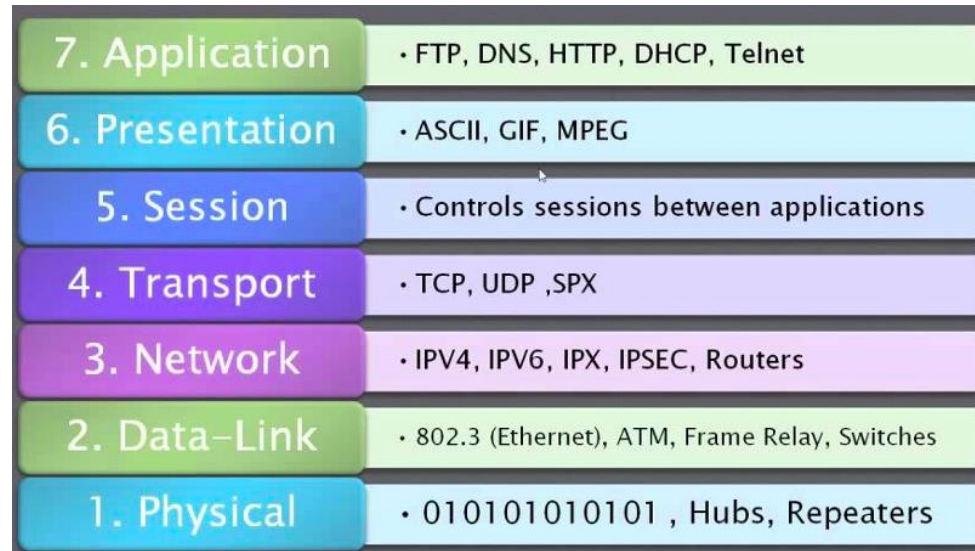 7. Application
· FTP, DNS, HTTP, DHCP, Telnet
6. Presentation
· ASCII, GIF, MPEG
5. Session
· Controls sessions between applications
4. Transport
· TCP, UDP ,SPX
3. Network
· IPV4, IPV6, IPX, IPSEC, Routers
2. Data-Link
· 802.3 (Ethernet), ATM, Frame Relay, Switches
1. Physical
· 010101010101 , Hubs, Repeaters